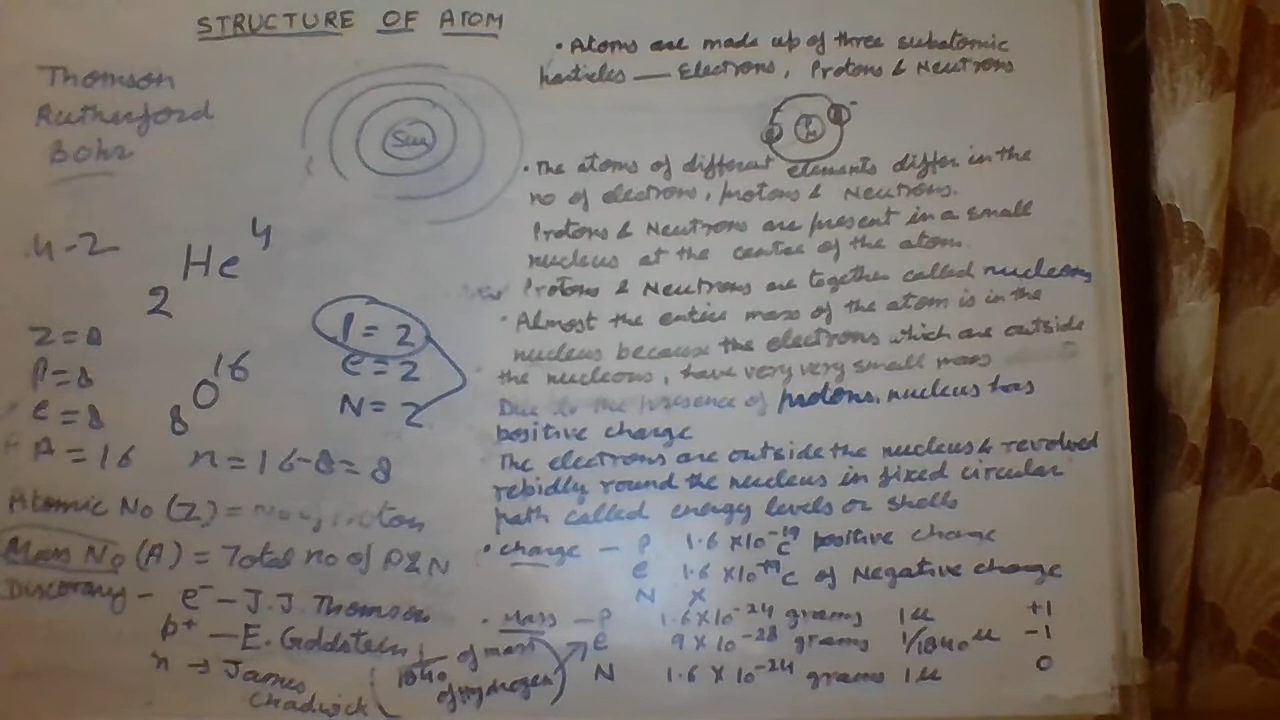 STRUCTURE OF ATOM
Thomson
Rutherford
Bohr
Sun
4-2
2 He 4
Z=8
P=8
e=8
A=16
8 O 16
P=2
e=2
N=2
n=16-8=8
Atomic No (Z) = No of
Mass No (A) = Total no of P&N
Discovery - e⁻ - J.J. Thomson
p⁺ — E. Goldstein
n → James
Chadwick
1/1840 of mass
of Hydrogen
• Atoms are made up of three subatomic
particles — Electrons, Protons & Neutrons
• The atoms of different elements differ in the
no of electrons, protons & Neutrons.
Protons & Neutrons are present in a small
nucleus at the centre of the atom.
Protons & Neutrons are together called nucleons
• Almost the entire mass of the atom is in the
nucleus because the electrons which are outside
the nucleons, have very very small mass
Due to the presence of protons, nucleus has
positive charge
The electrons are outside the nucleus & revolved
rebidly round the nucleus in fixed circular
path called energy levels or shells
• Charge — P 1.6×10⁻¹⁹ C positive charge
e 1.6×10⁻¹⁹ C of Negative charge
N X
• Mass — P 1.6×10⁻²⁴ grams 1u +1
e 9×10⁻²⁸ grams 1/1840 u -1
N 1.6×10⁻²⁴ grams 1u 0